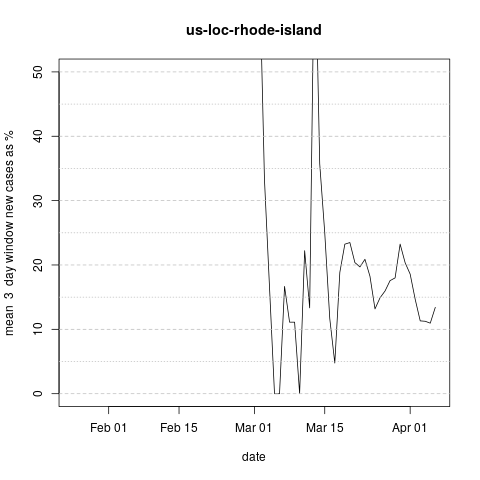 us-loc-rhode-island
mean 3 day window new cases as %
50
40
30
20
10
0
Feb 01 Feb 15 Mar 01 Mar 15 Apr 01
date